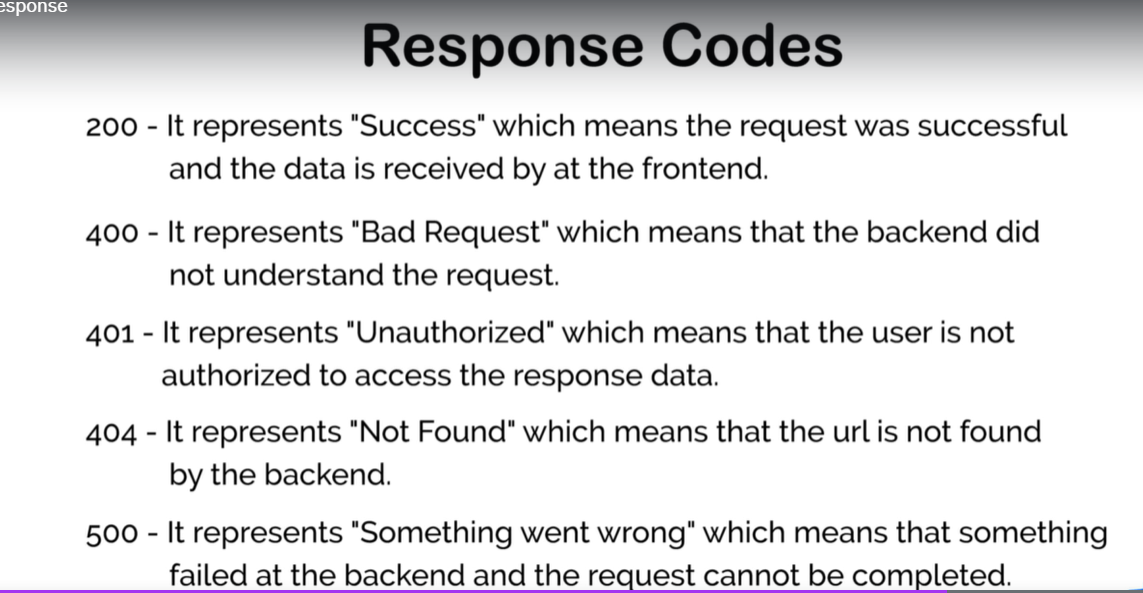 esponse
Response Codes
200 - It represents "Success" which means the request was successful
and the data is received by at the frontend.
400 - It represents "Bad Request" which means that the backend did
not understand the request.
401 - It represents "Unauthorized" which means that the user is not
authorized to access the response data.
404 - It represents "Not Found" which means that the url is not found
by the backend.
500 - It represents "Something went wrong" which means that something
failed at the backend and the request cannot be completed.